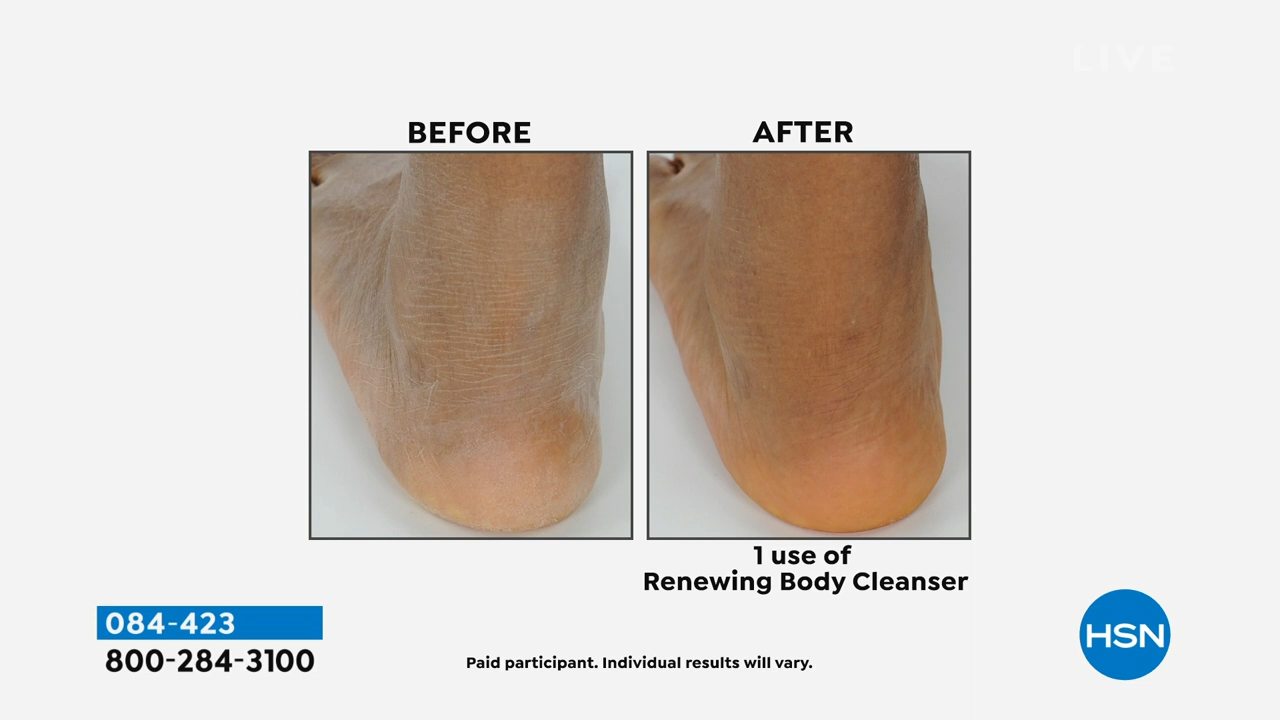 LIVE
BEFORE
AFTER
1 use of
Renewing Body Cleanser
084-423
800-284-3100
Paid participant. Individual results will vary.
HSN